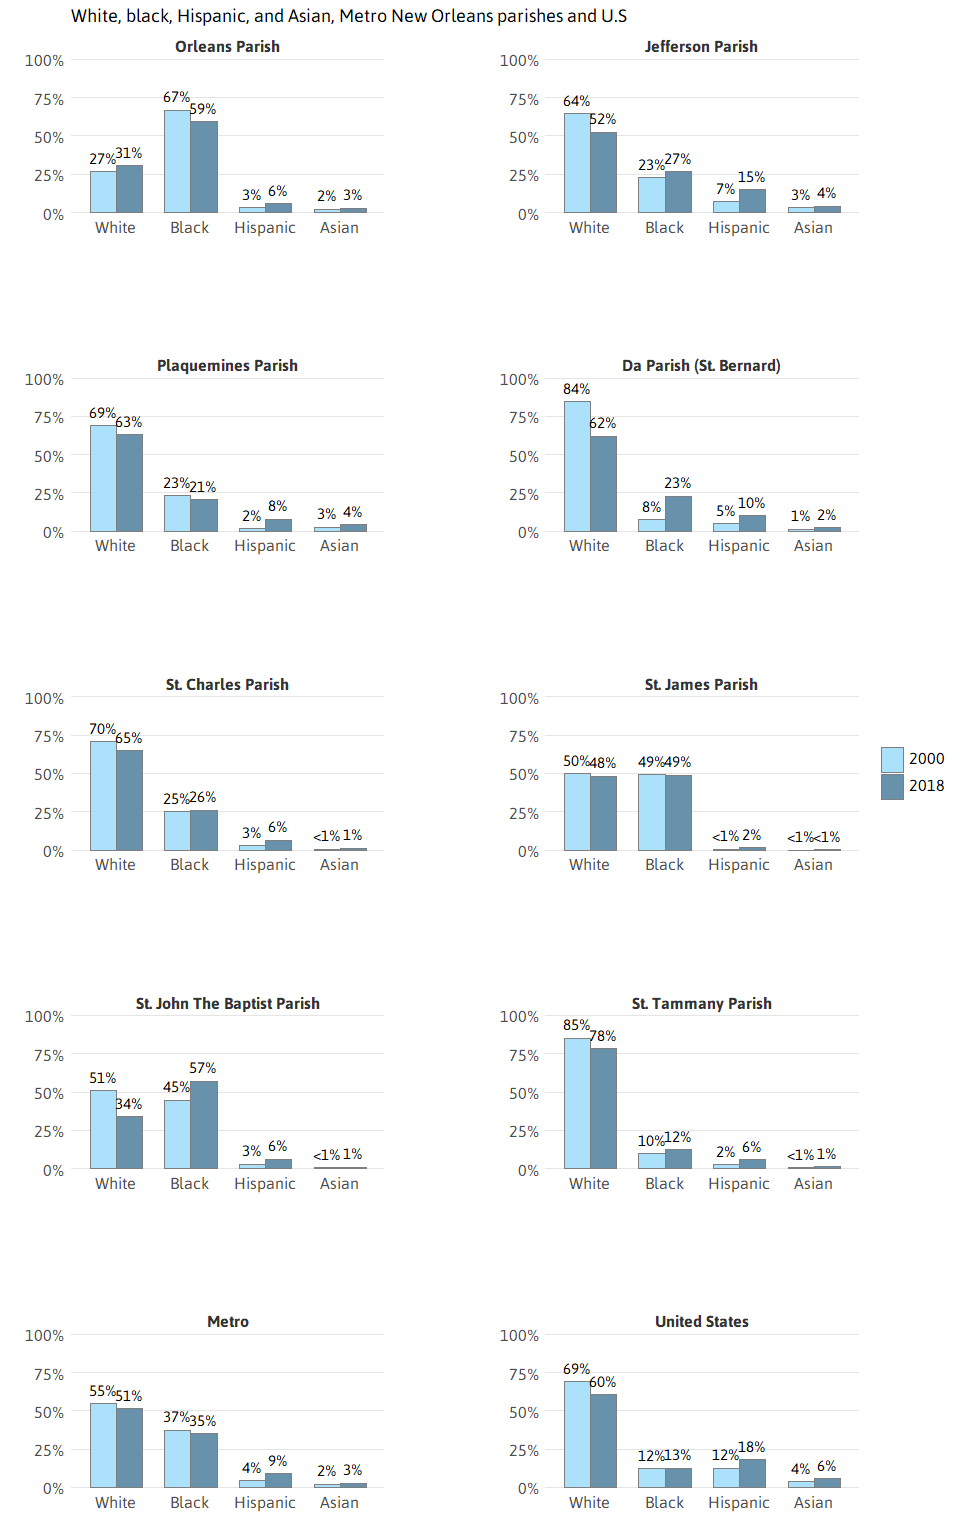 White, black, Hispanic, and Asian, Metro New Orleans parishes and U.S
Orleans Parish
100%
75%
50%
25%
0%
27% 31% 67% 59% 3% 6% 2% 3%
White Black Hispanic Asian
Jefferson Parish
100%
75%
50%
25%
0%
64% 52% 23% 27% 7% 15% 3% 4%
White Black Hispanic Asian
Plaquemines Parish
100%
75%
50%
25%
0%
69% 63% 23% 21% 2% 8% 3% 4%
White Black Hispanic Asian
Da Parish (St. Bernard)
100%
75%
50%
25%
0%
84% 62% 8% 23% 5% 10% 1% 2%
White Black Hispanic Asian
St. Charles Parish
100%
75%
50%
25%
0%
70% 65% 25% 26% 3% 6% <1% 1%
White Black Hispanic Asian
St. James Parish
100%
75%
50%
25%
0%
50% 48% 49% 49% <1% 2% <1% <1%
White Black Hispanic Asian
2000
2018
St. John The Baptist Parish
100%
75%
50%
25%
0%
51% 34% 45% 57% 3% 6% <1% 1%
White Black Hispanic Asian
St. Tammany Parish
100%
75%
50%
25%
0%
85% 78% 10% 12% 2% 6% <1% 1%
White Black Hispanic Asian
Metro
100%
75%
50%
25%
0%
55% 51% 37% 35% 4% 9% 2% 3%
White Black Hispanic Asian
United States
100%
75%
50%
25%
0%
69% 60% 12% 13% 12% 18% 4% 6%
White Black Hispanic Asian